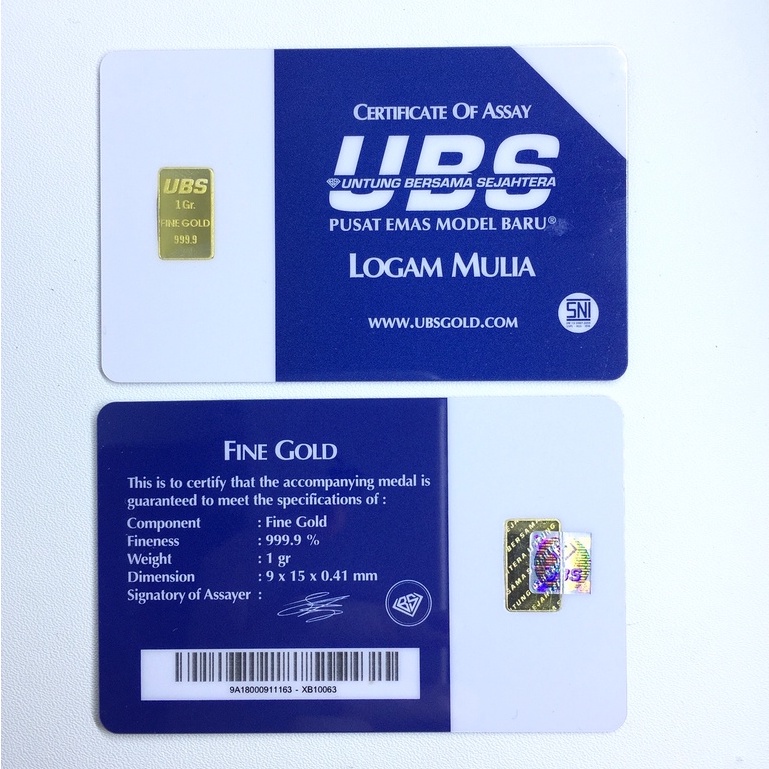 CERTIFICATE OF ASSAY
UBS
UNTUNG BERSAMA SEJAHTERA
PUSAT EMAS MODEL BARU®
LOGAM MULIA
WWW.UBSGOLD.COM
SNI
UBS
1 Gr.
FINE GOLD
999.9
FINE GOLD
This is to certify that the accompanying medal is
guaranteed to meet the specifications of :
Component : Fine Gold
Fineness : 999.9 %
Weight : 1 gr
Dimension : 9 x 15 x 0.41 mm
Signatory of Assayer :
UBS
9A18000911163 - XB10063